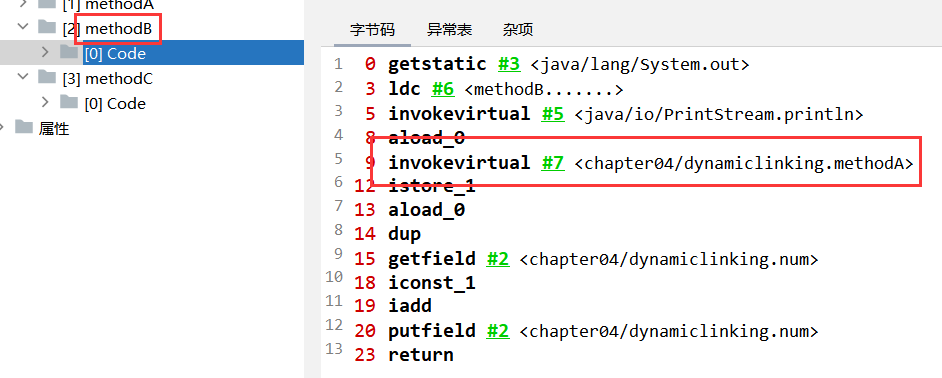 [1] methodA
[2] methodB
[0] Code
[3] methodC
[0] Code
属性
字节码 异常表 杂项
1 0 getstatic #3 <java/lang/System.out>
2 3 ldc #6 <methodB.......>
3 5 invokevirtual #5 <java/io/PrintStream.println>
4 8 aload_0
5 9 invokevirtual #7 <chapter04/dynamiclinking.methodA>
6 12 istore_1
7 13 aload_0
8 14 dup
9 15 getfield #2 <chapter04/dynamiclinking.num>
10 18 iconst_1
11 19 iadd
12 20 putfield #2 <chapter04/dynamiclinking.num>
13 23 return